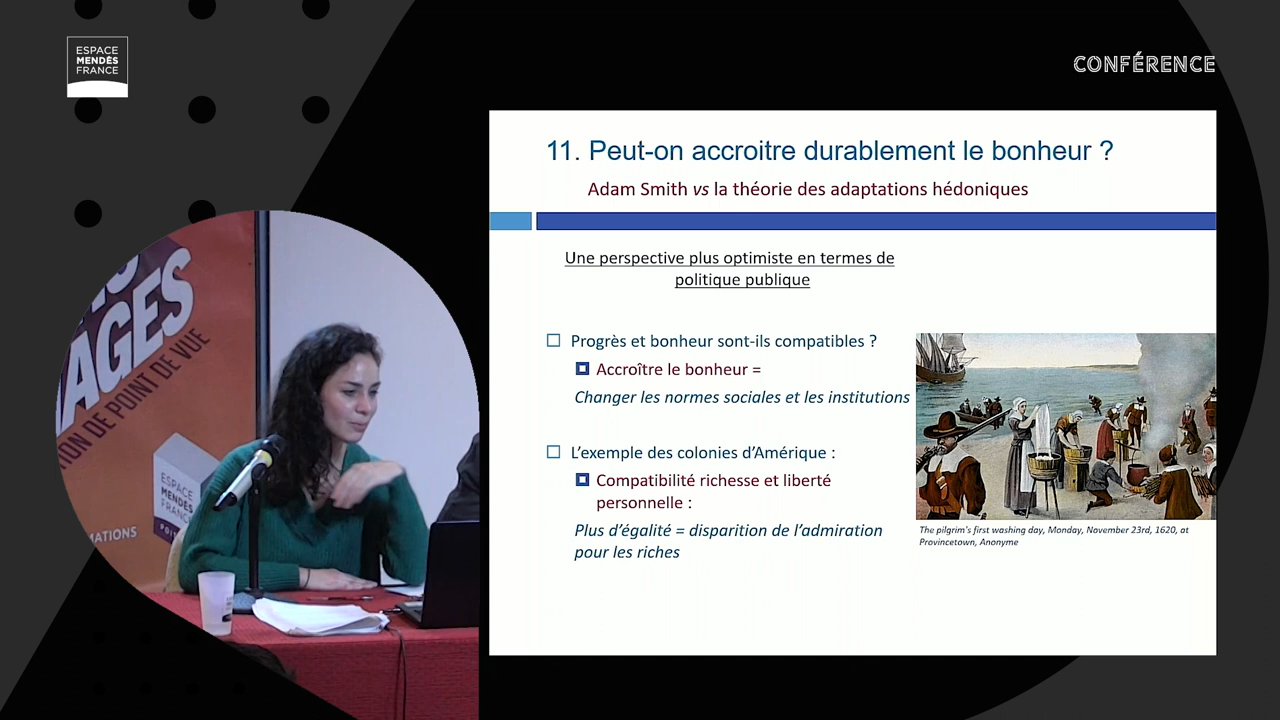 ESPACE
MENDÈS
FRANCE
CONFÉRENCE
11. Peut-on accroitre durablement le bonheur ?
Adam Smith vs la théorie des adaptations hédoniques
Une perspective plus optimiste en termes de
politique publique
Progrès et bonheur sont-ils compatibles ?
Accroître le bonheur =
Changer les normes sociales et les institutions
L'exemple des colonies d'Amérique :
Compatibilité richesse et liberté
personnelle :
Plus d'égalité = disparition de l'admiration
pour les riches
The pilgrim's first washing day, Monday, November 23rd, 1620, at
Provincetown, Anonyme
AGES
ION DE POINT DE VUE
ESPACE
MENDÈS
FRANCE
MATIONS